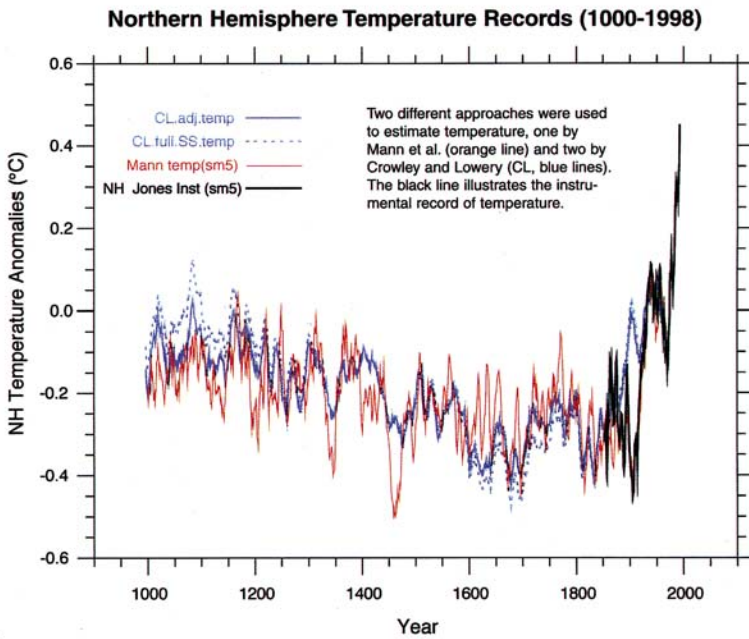 Northern Hemisphere Temperature Records (1000-1998)
0.6
0.4
0.2
0.0
-0.2
-0.4
-0.6
NH Temperature Anomalies (°C)
CL.adj.temp
CL.full.SS.temp
Mann temp(sm5)
NH Jones Inst (sm5)
Two different approaches were used
to estimate temperature, one by
Mann et al. (orange line) and two by
Crowley and Lowery (CL, blue lines).
The black line illustrates the instru-
mental record of temperature.
1000
1200
1400
1600
1800
2000
Year